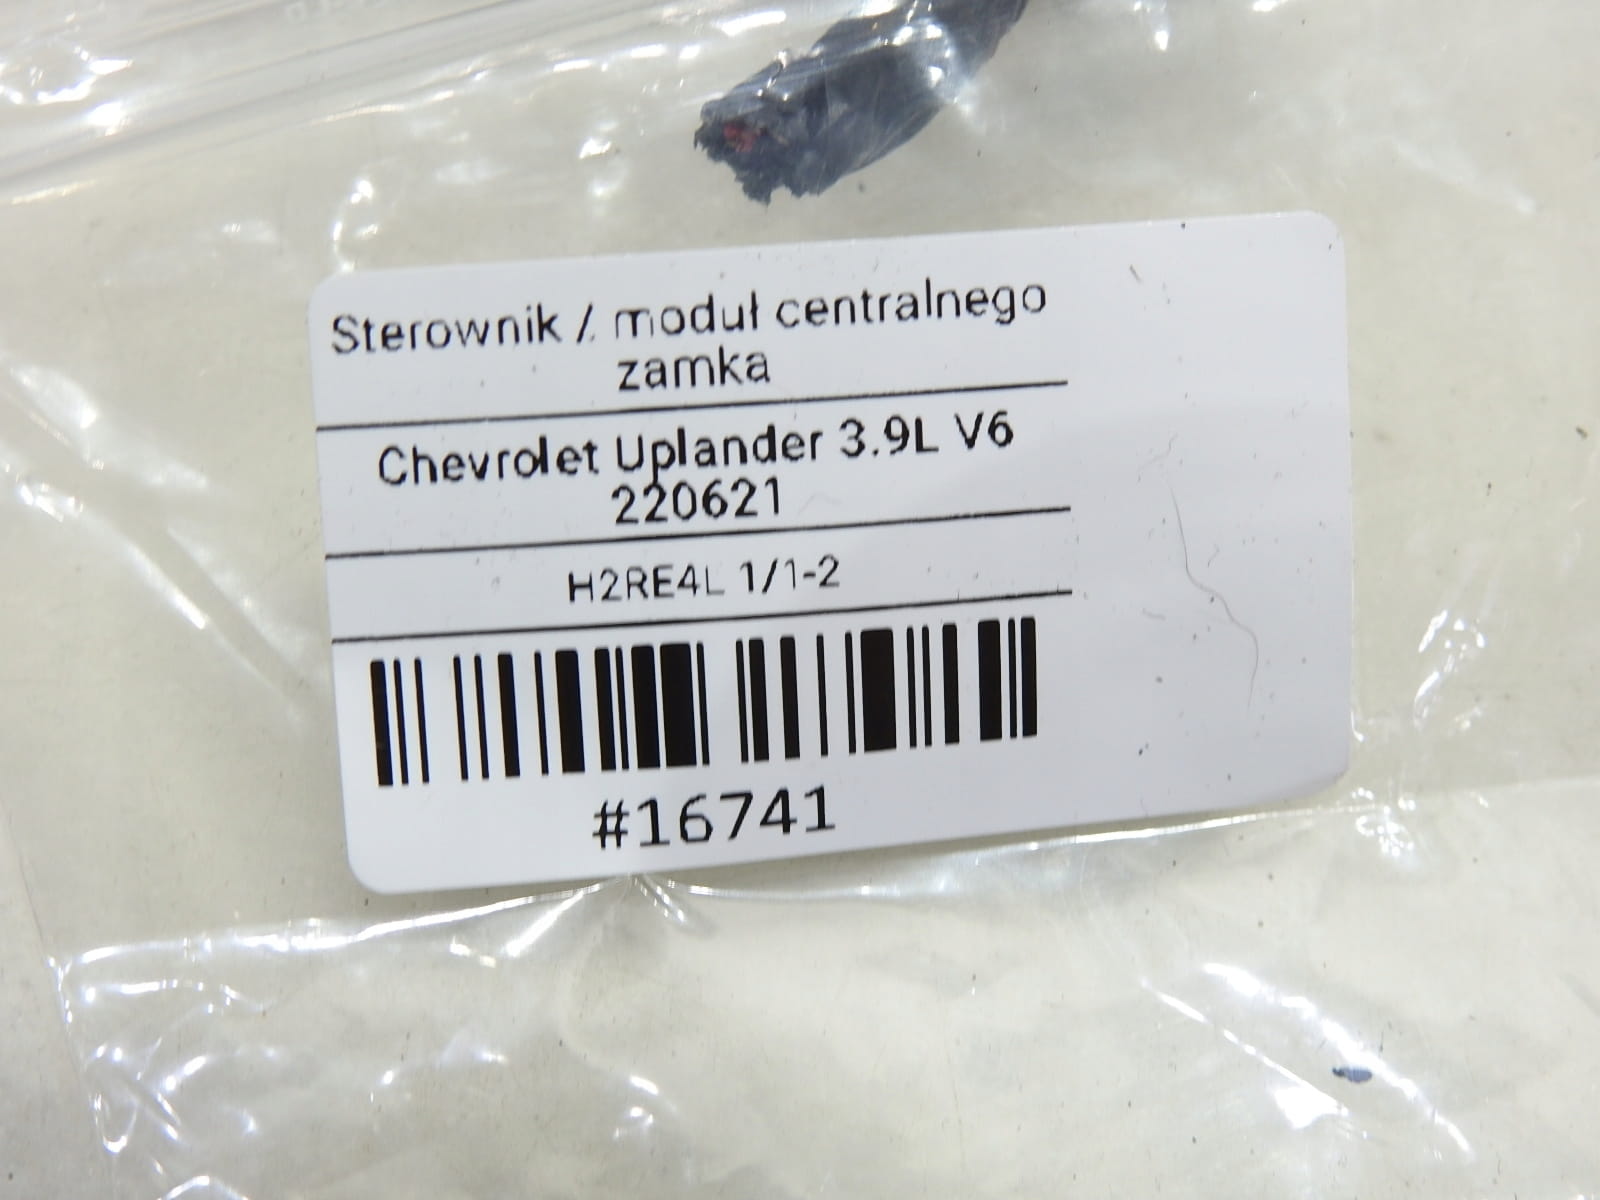 Sterownik / moduł centralnego
zamka
Chevrolet Uplander 3.9L V6
220621
H2RE4L 1/1-2
#16741